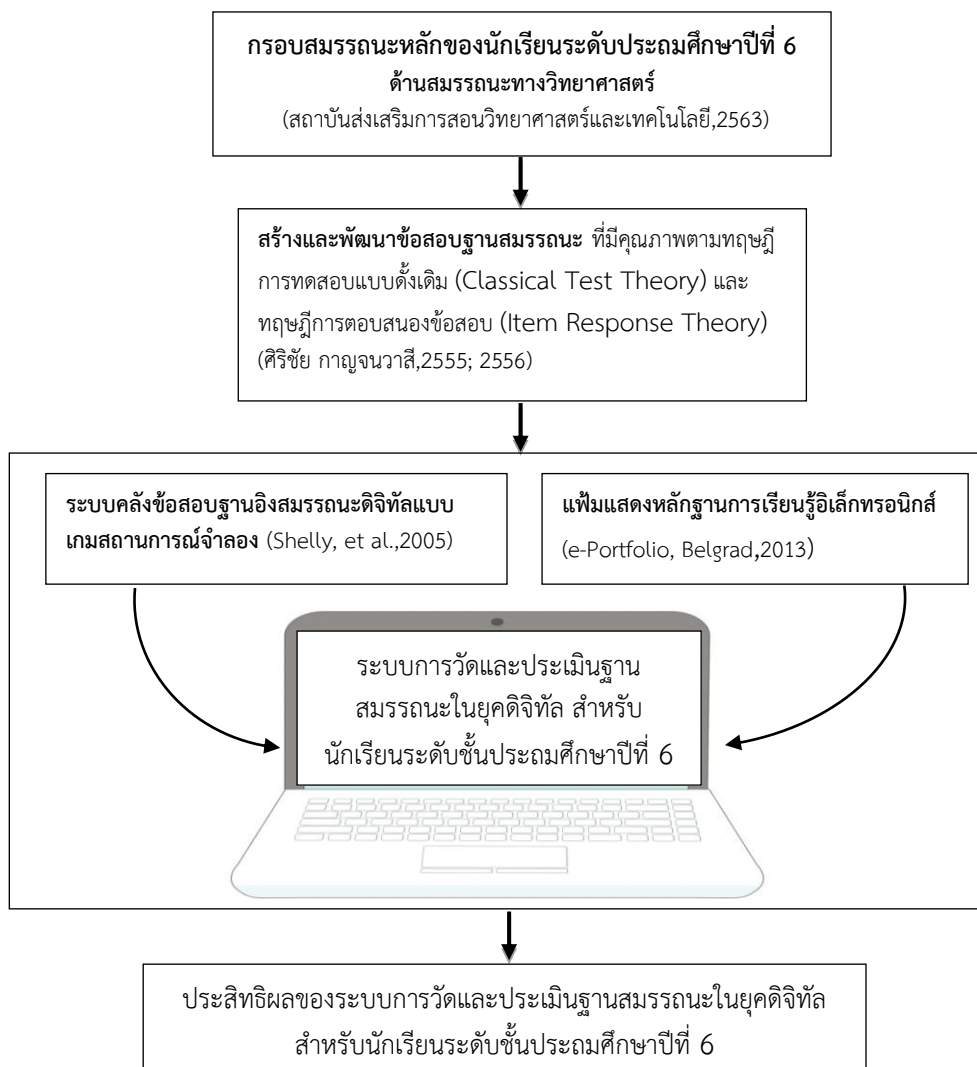 กรอบสมรรถนะหลักของนักเรียนระดับประถมศึกษาปีที่ 6
ด้านสมรรถนะทางวิทยาศาสตร์
(สถาบันส่งเสริมการสอนวิทยาศาสตร์และเทคโนโลยี,2563)
สร้างและพัฒนาข้อสอบฐานสมรรถนะ ที่มีคุณภาพตามทฤษฎี
การทดสอบแบบดั้งเดิม (Classical Test Theory) และ
ทฤษฎีการตอบสนองข้อสอบ (Item Response Theory)
(ศิริชัย กาญจนวาสี,2555; 2556)
ระบบคลังข้อสอบฐานอิงสมรรถนะดิจิทัลแบบ
เกมสถานการณ์จำลอง (Shelly, et al.,2005)
แฟ้มแสดงหลักฐานการเรียนรู้อิเล็กทรอนิกส์
(e-Portfolio, Belgrad,2013)
ระบบการวัดและประเมินฐาน
สมรรถนะในยุคดิจิทัล สำหรับ
นักเรียนระดับชั้นประถมศึกษาปีที่ 6
ประสิทธิผลของระบบการวัดและประเมินฐานสมรรถนะในยุคดิจิทัล
สำหรับนักเรียนระดับชั้นประถมศึกษาปีที่ 6